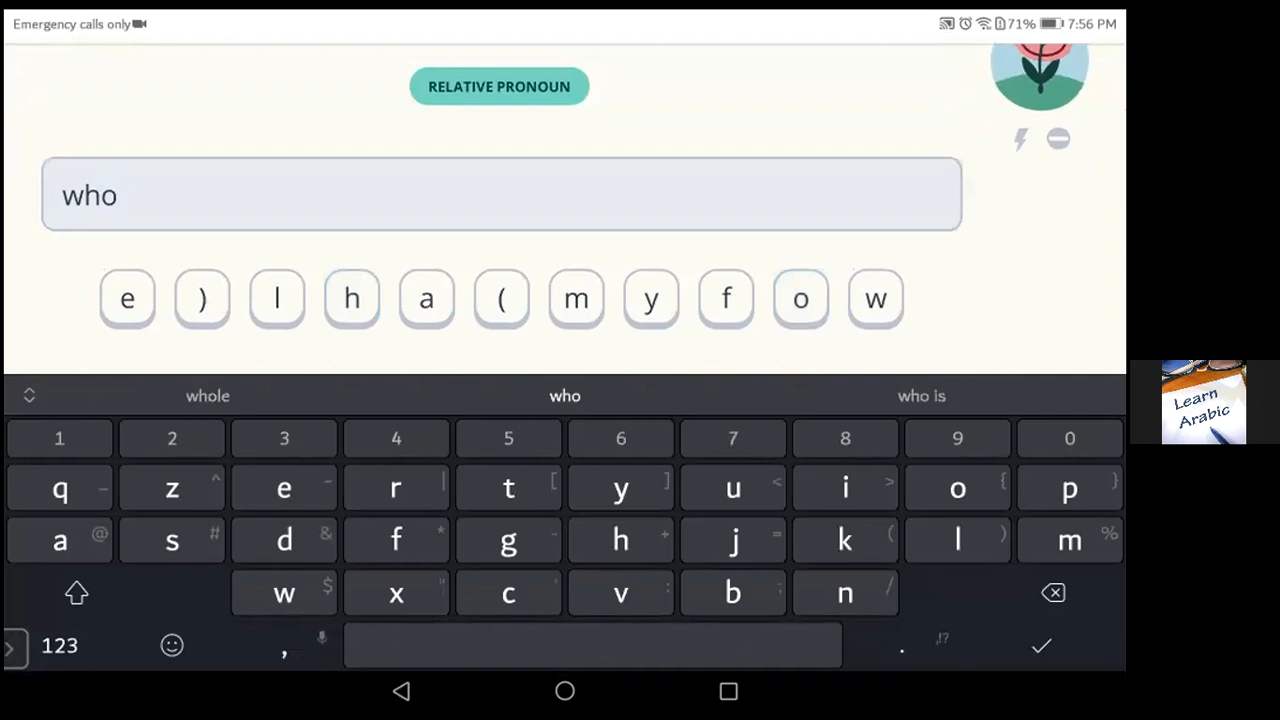 Emergency calls only
71% 7:56 PM
RELATIVE PRONOUN
who
e ) l h a ( m y f o w
whole who who is
1 2 3 4 5 6 7 8 9 0
q _ z ^ e ~ r | t [ y ] u < i > o { p }
a @ s # d & f * g - h + j = k ( l ) m %
w $ x " c ' v : b ; n /
123 , . ,!?
Learn
Arabic